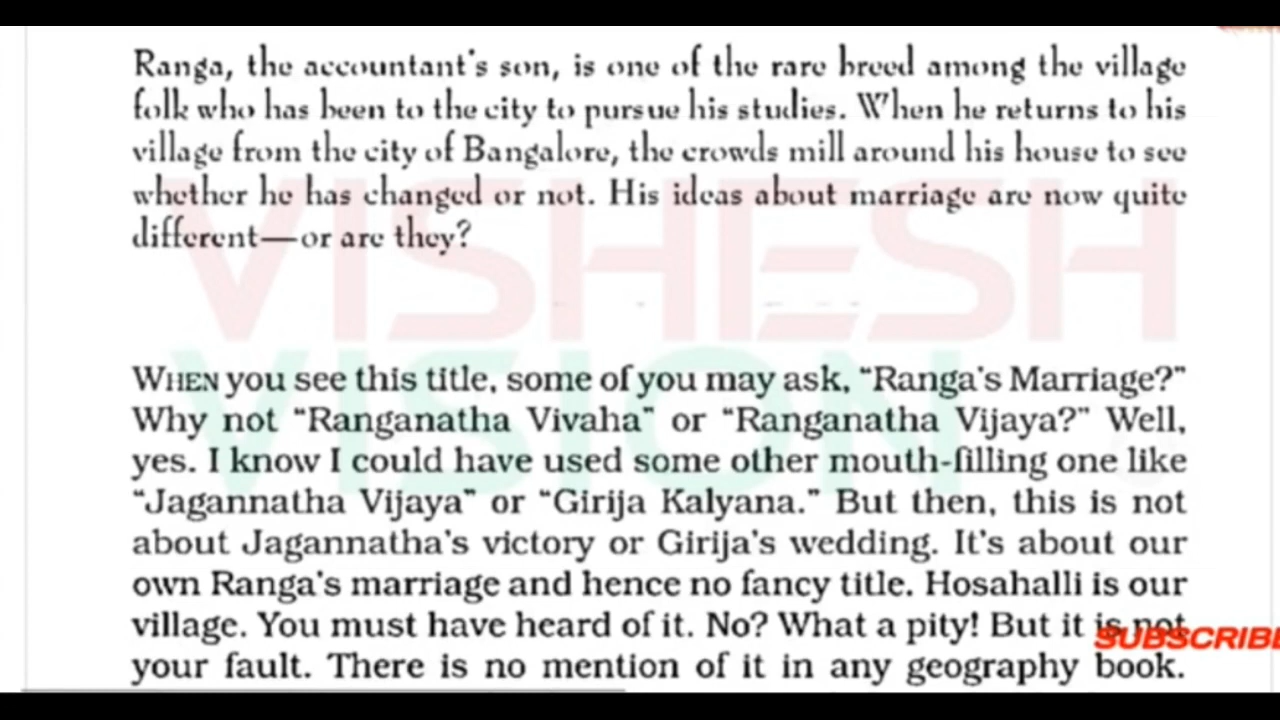 Ranga, the accountant's son, is one of the rare breed among the village
folk who has been to the city to pursue his studies. When he returns to his
village from the city of Bangalore, the crowds mill around his house to see
whether he has changed or not. His ideas about marriage are now quite
different—or are they?
VISHESH
VISION
WHEN you see this title, some of you may ask, “Ranga's Marriage?”
Why not “Ranganatha Vivaha” or “Ranganatha Vijaya?” Well,
yes. I know I could have used some other mouth-filling one like
“Jagannatha Vijaya” or “Girija Kalyana.” But then, this is not
about Jagannatha's victory or Girija's wedding. It's about our
own Ranga's marriage and hence no fancy title. Hosahalli is our
village. You must have heard of it. No? What a pity! But it is not
SUBSCRIBE
your fault. There is no mention of it in any geography book.